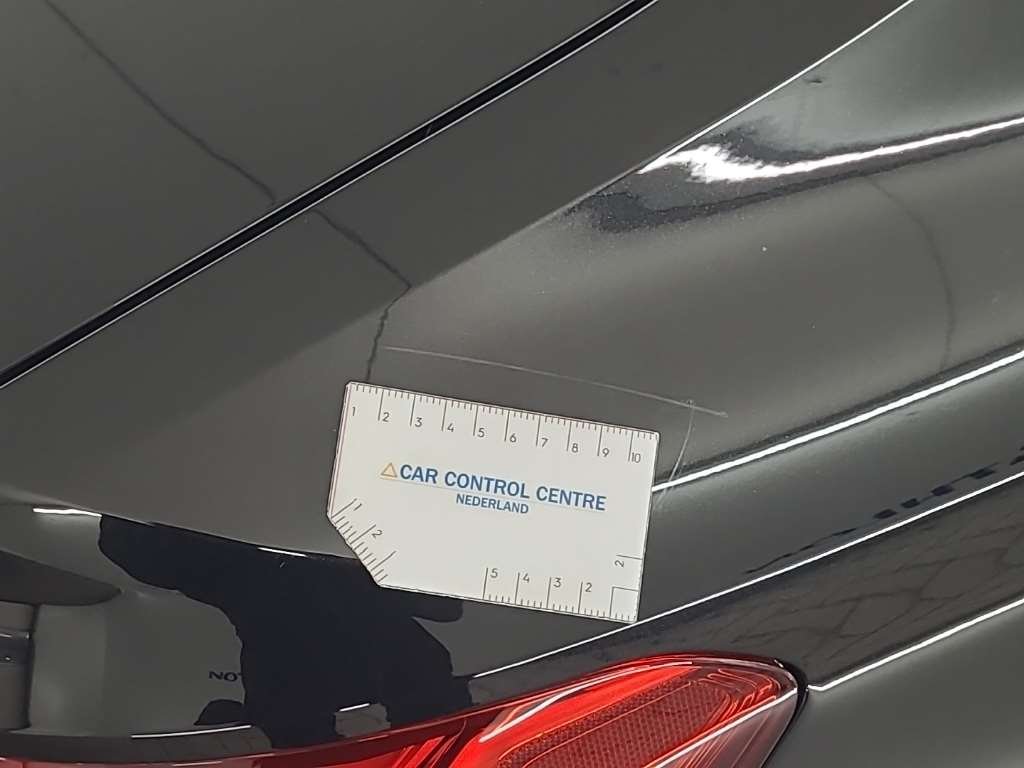 1 2 3 4 5 6 7 8 9 10
CAR CONTROL CENTRE
NEDERLAND
1 2
5 4 3 2
2
NOT